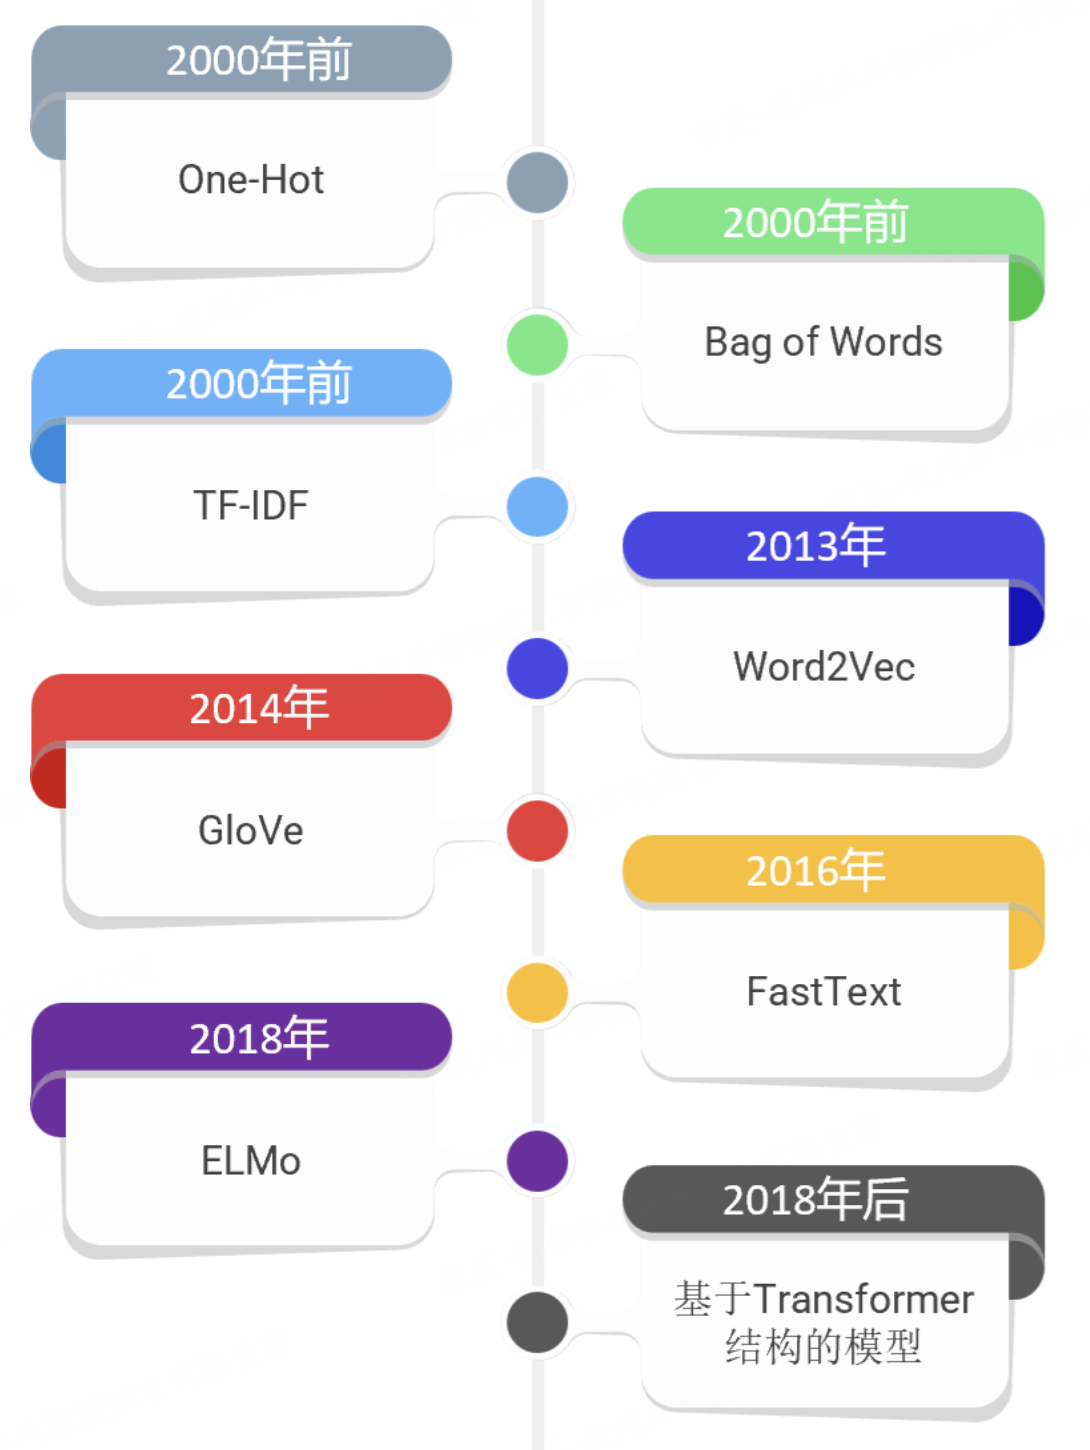 2000年前
One-Hot
2000年前
Bag of Words
2000年前
TF-IDF
2013年
Word2Vec
2014年
GloVe
2016年
FastText
2018年
ELMo
2018年后
基于Transformer
结构的模型